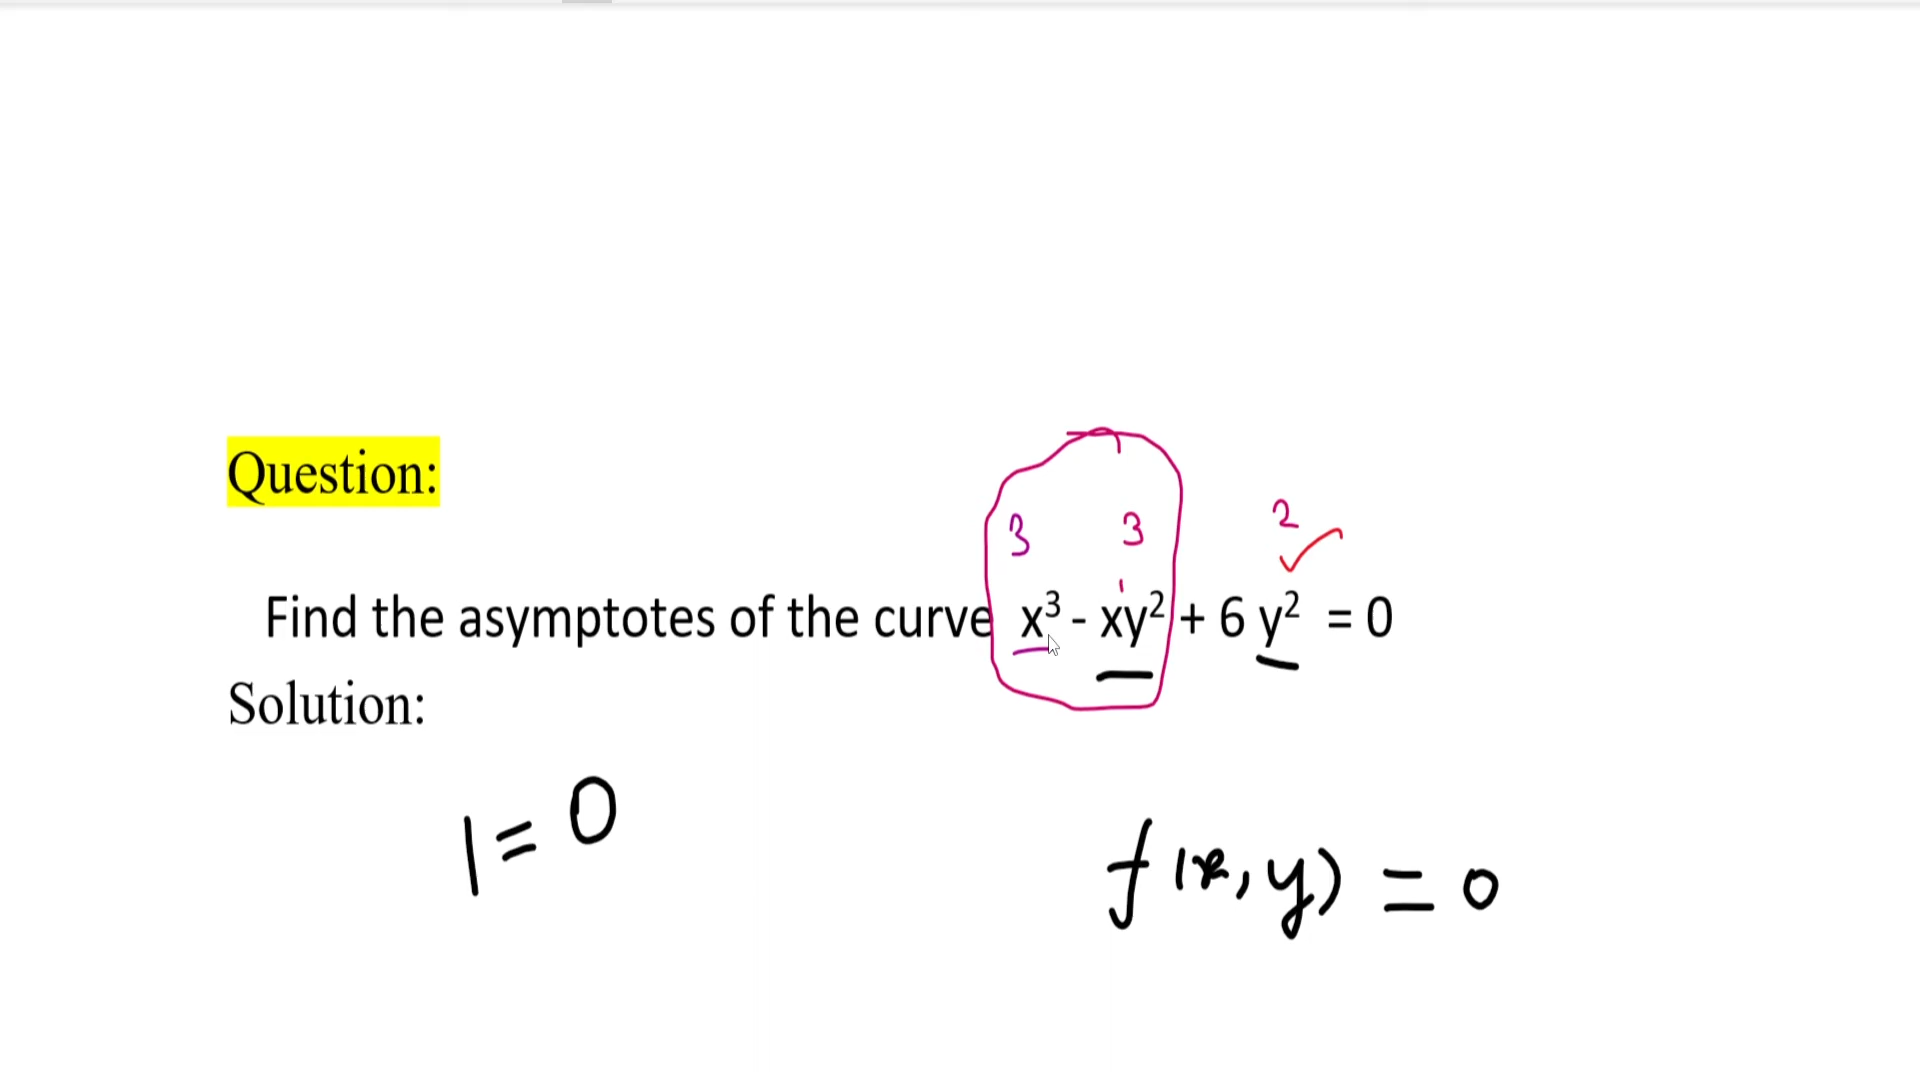 Question:
3 3 2
Find the asymptotes of the curve x³ - xy² + 6 y² = 0
Solution:
1 = 0
f(x, y) = 0